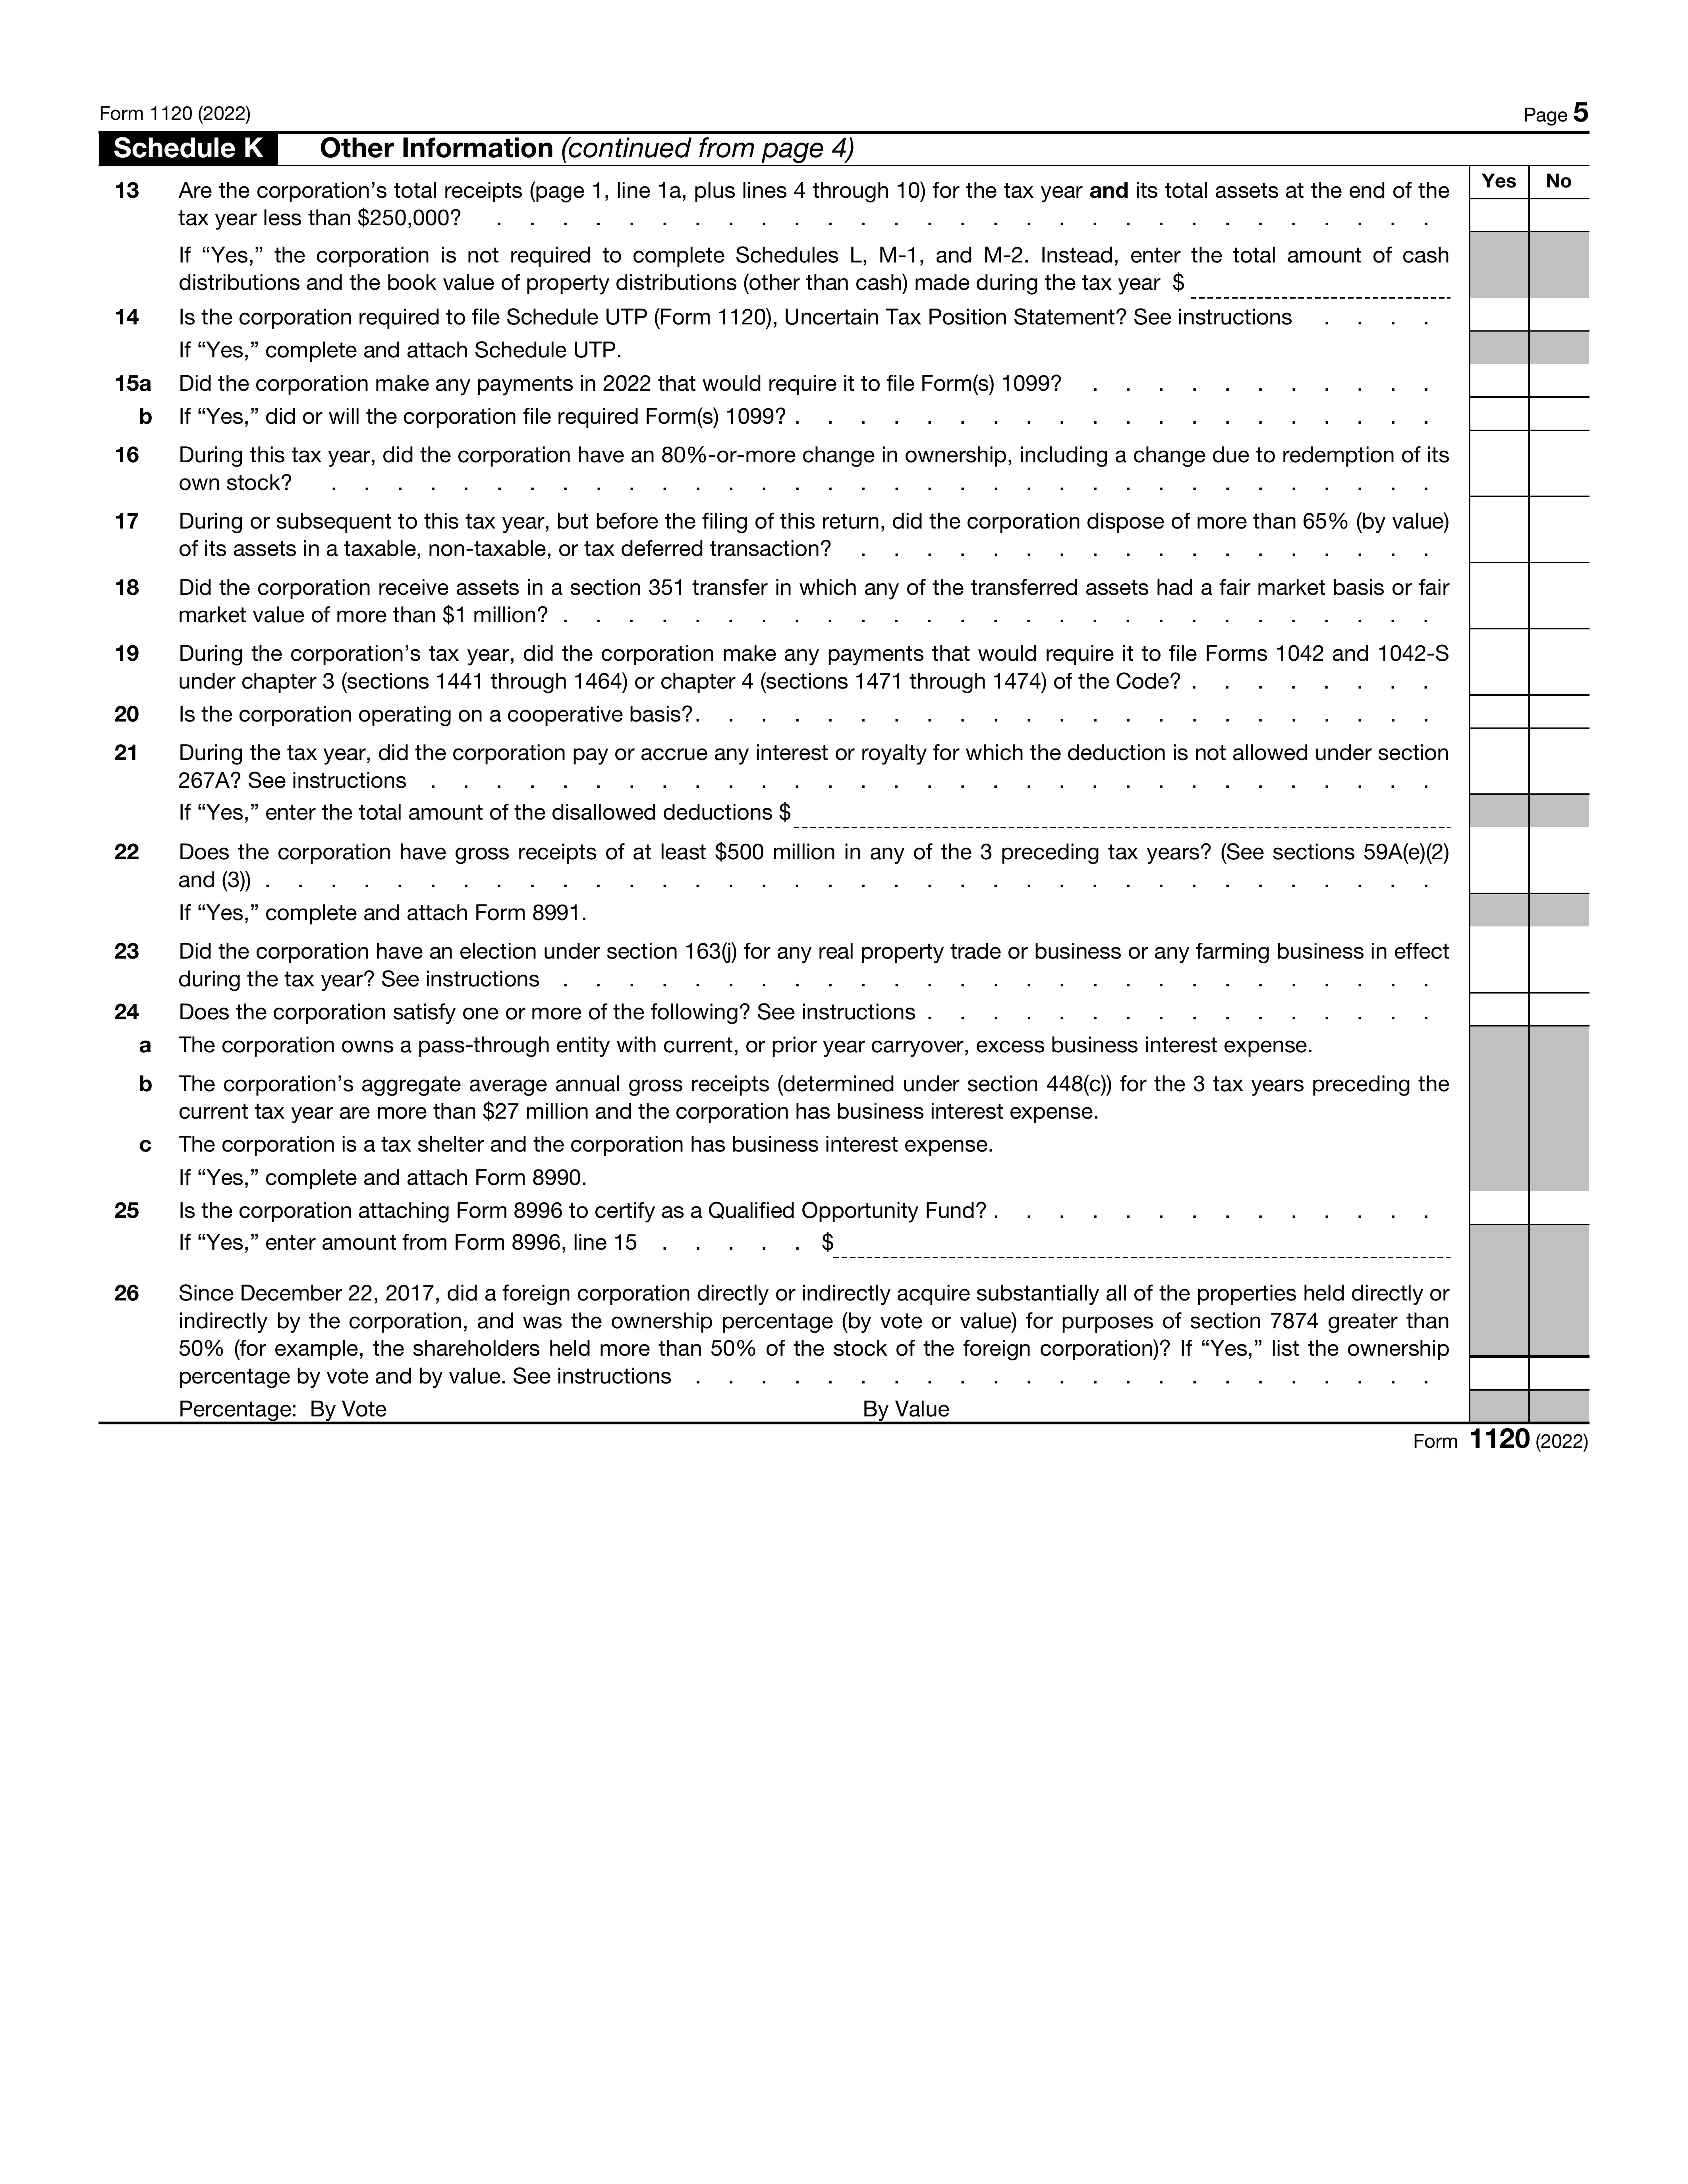 Form 1120 (2022) Page 5
Schedule K Other Information (continued from page 4)
Yes No
13 Are the corporation’s total receipts (page 1, line 1a, plus lines 4 through 10) for the tax year and its total assets at the end of the
tax year less than $250,000? . . . . . . . . . . . . . . . . . . . . . . . . . . . . .
If “Yes,” the corporation is not required to complete Schedules L, M-1, and M-2. Instead, enter the total amount of cash
distributions and the book value of property distributions (other than cash) made during the tax year $
14 Is the corporation required to file Schedule UTP (Form 1120), Uncertain Tax Position Statement? See instructions . . . .
If “Yes,” complete and attach Schedule UTP.
15a Did the corporation make any payments in 2022 that would require it to file Form(s) 1099? . . . . . . . . . . .
b If “Yes,” did or will the corporation file required Form(s) 1099? . . . . . . . . . . . . . . . . . . . .
16 During this tax year, did the corporation have an 80%-or-more change in ownership, including a change due to redemption of its
own stock? . . . . . . . . . . . . . . . . . . . . . . . . . . . . . . . . . .
17 During or subsequent to this tax year, but before the filing of this return, did the corporation dispose of more than 65% (by value)
of its assets in a taxable, non-taxable, or tax deferred transaction? . . . . . . . . . . . . . . . . . .
18 Did the corporation receive assets in a section 351 transfer in which any of the transferred assets had a fair market basis or fair
market value of more than $1 million? . . . . . . . . . . . . . . . . . . . . . . . . . . .
19 During the corporation’s tax year, did the corporation make any payments that would require it to file Forms 1042 and 1042-S
under chapter 3 (sections 1441 through 1464) or chapter 4 (sections 1471 through 1474) of the Code? . . . . . . . .
20 Is the corporation operating on a cooperative basis? . . . . . . . . . . . . . . . . . . . . . . .
21 During the tax year, did the corporation pay or accrue any interest or royalty for which the deduction is not allowed under section
267A? See instructions . . . . . . . . . . . . . . . . . . . . . . . . . . . . . . .
If “Yes,” enter the total amount of the disallowed deductions $
22 Does the corporation have gross receipts of at least $500 million in any of the 3 preceding tax years? (See sections 59A(e)(2)
and (3)) . . . . . . . . . . . . . . . . . . . . . . . . . . . . . . . . . . . .
If “Yes,” complete and attach Form 8991.
23 Did the corporation have an election under section 163(j) for any real property trade or business or any farming business in effect
during the tax year? See instructions . . . . . . . . . . . . . . . . . . . . . . . . . . .
24 Does the corporation satisfy one or more of the following? See instructions . . . . . . . . . . . . . . . .
a The corporation owns a pass-through entity with current, or prior year carryover, excess business interest expense.
b The corporation’s aggregate average annual gross receipts (determined under section 448(c)) for the 3 tax years preceding the
current tax year are more than $27 million and the corporation has business interest expense.
c The corporation is a tax shelter and the corporation has business interest expense.
If “Yes,” complete and attach Form 8990.
25 Is the corporation attaching Form 8996 to certify as a Qualified Opportunity Fund? . . . . . . . . . . . . . .
If “Yes,” enter amount from Form 8996, line 15 . . . . . $
26 Since December 22, 2017, did a foreign corporation directly or indirectly acquire substantially all of the properties held directly or
indirectly by the corporation, and was the ownership percentage (by vote or value) for purposes of section 7874 greater than
50% (for example, the shareholders held more than 50% of the stock of the foreign corporation)? If “Yes,” list the ownership
percentage by vote and by value. See instructions . . . . . . . . . . . . . . . . . . . . . . .
Percentage: By Vote By Value
Form 1120 (2022)